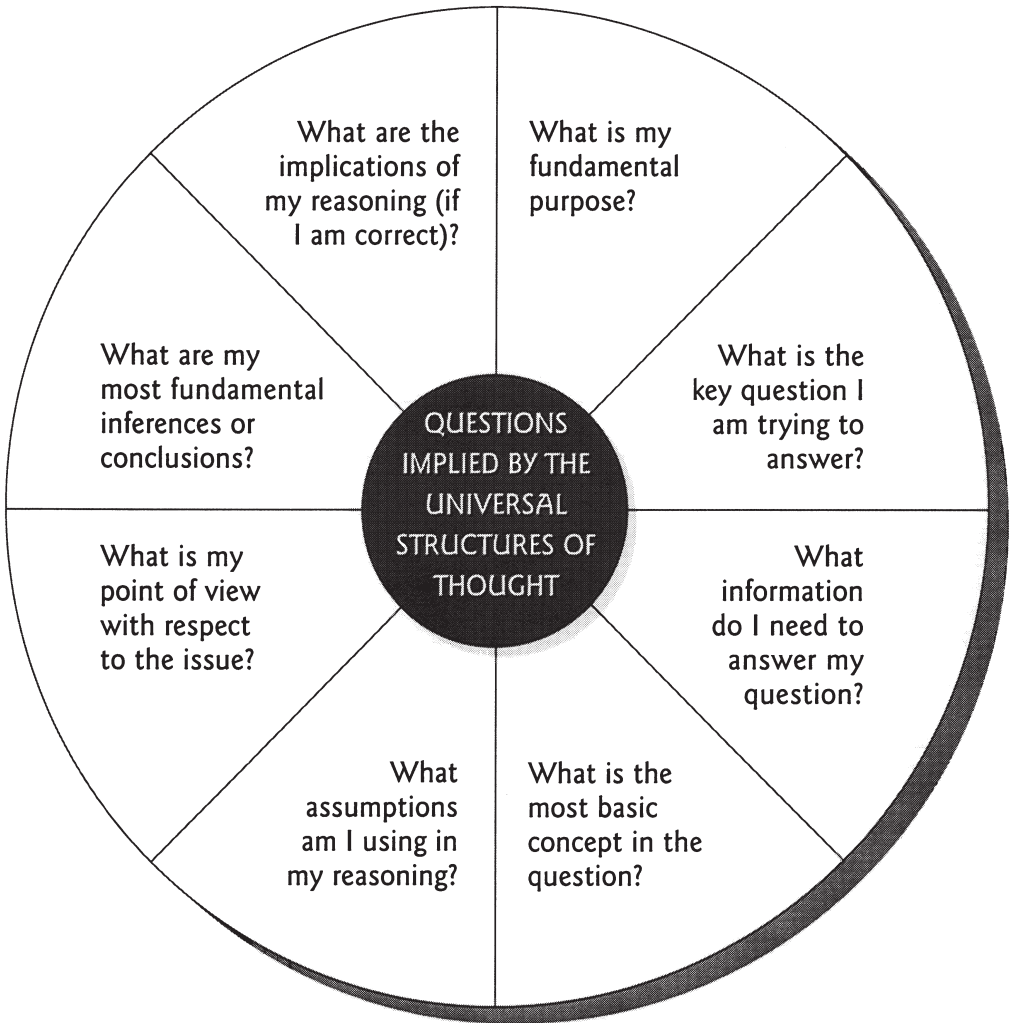 What are the
implications of
my reasoning (if
I am correct)?
What is my
fundamental
purpose?
What is the
key question I
am trying to
answer?
What
information
do I need to
answer my
question?
What is the
most basic
concept in the
question?
What
assumptions
am I using in
my reasoning?
What is my
point of view
with respect
to the issue?
What are my
most fundamental
inferences or
conclusions?
QUESTIONS
IMPLIED BY THE
UNIVERSAL
STRUCTURES OF
THOUGHT